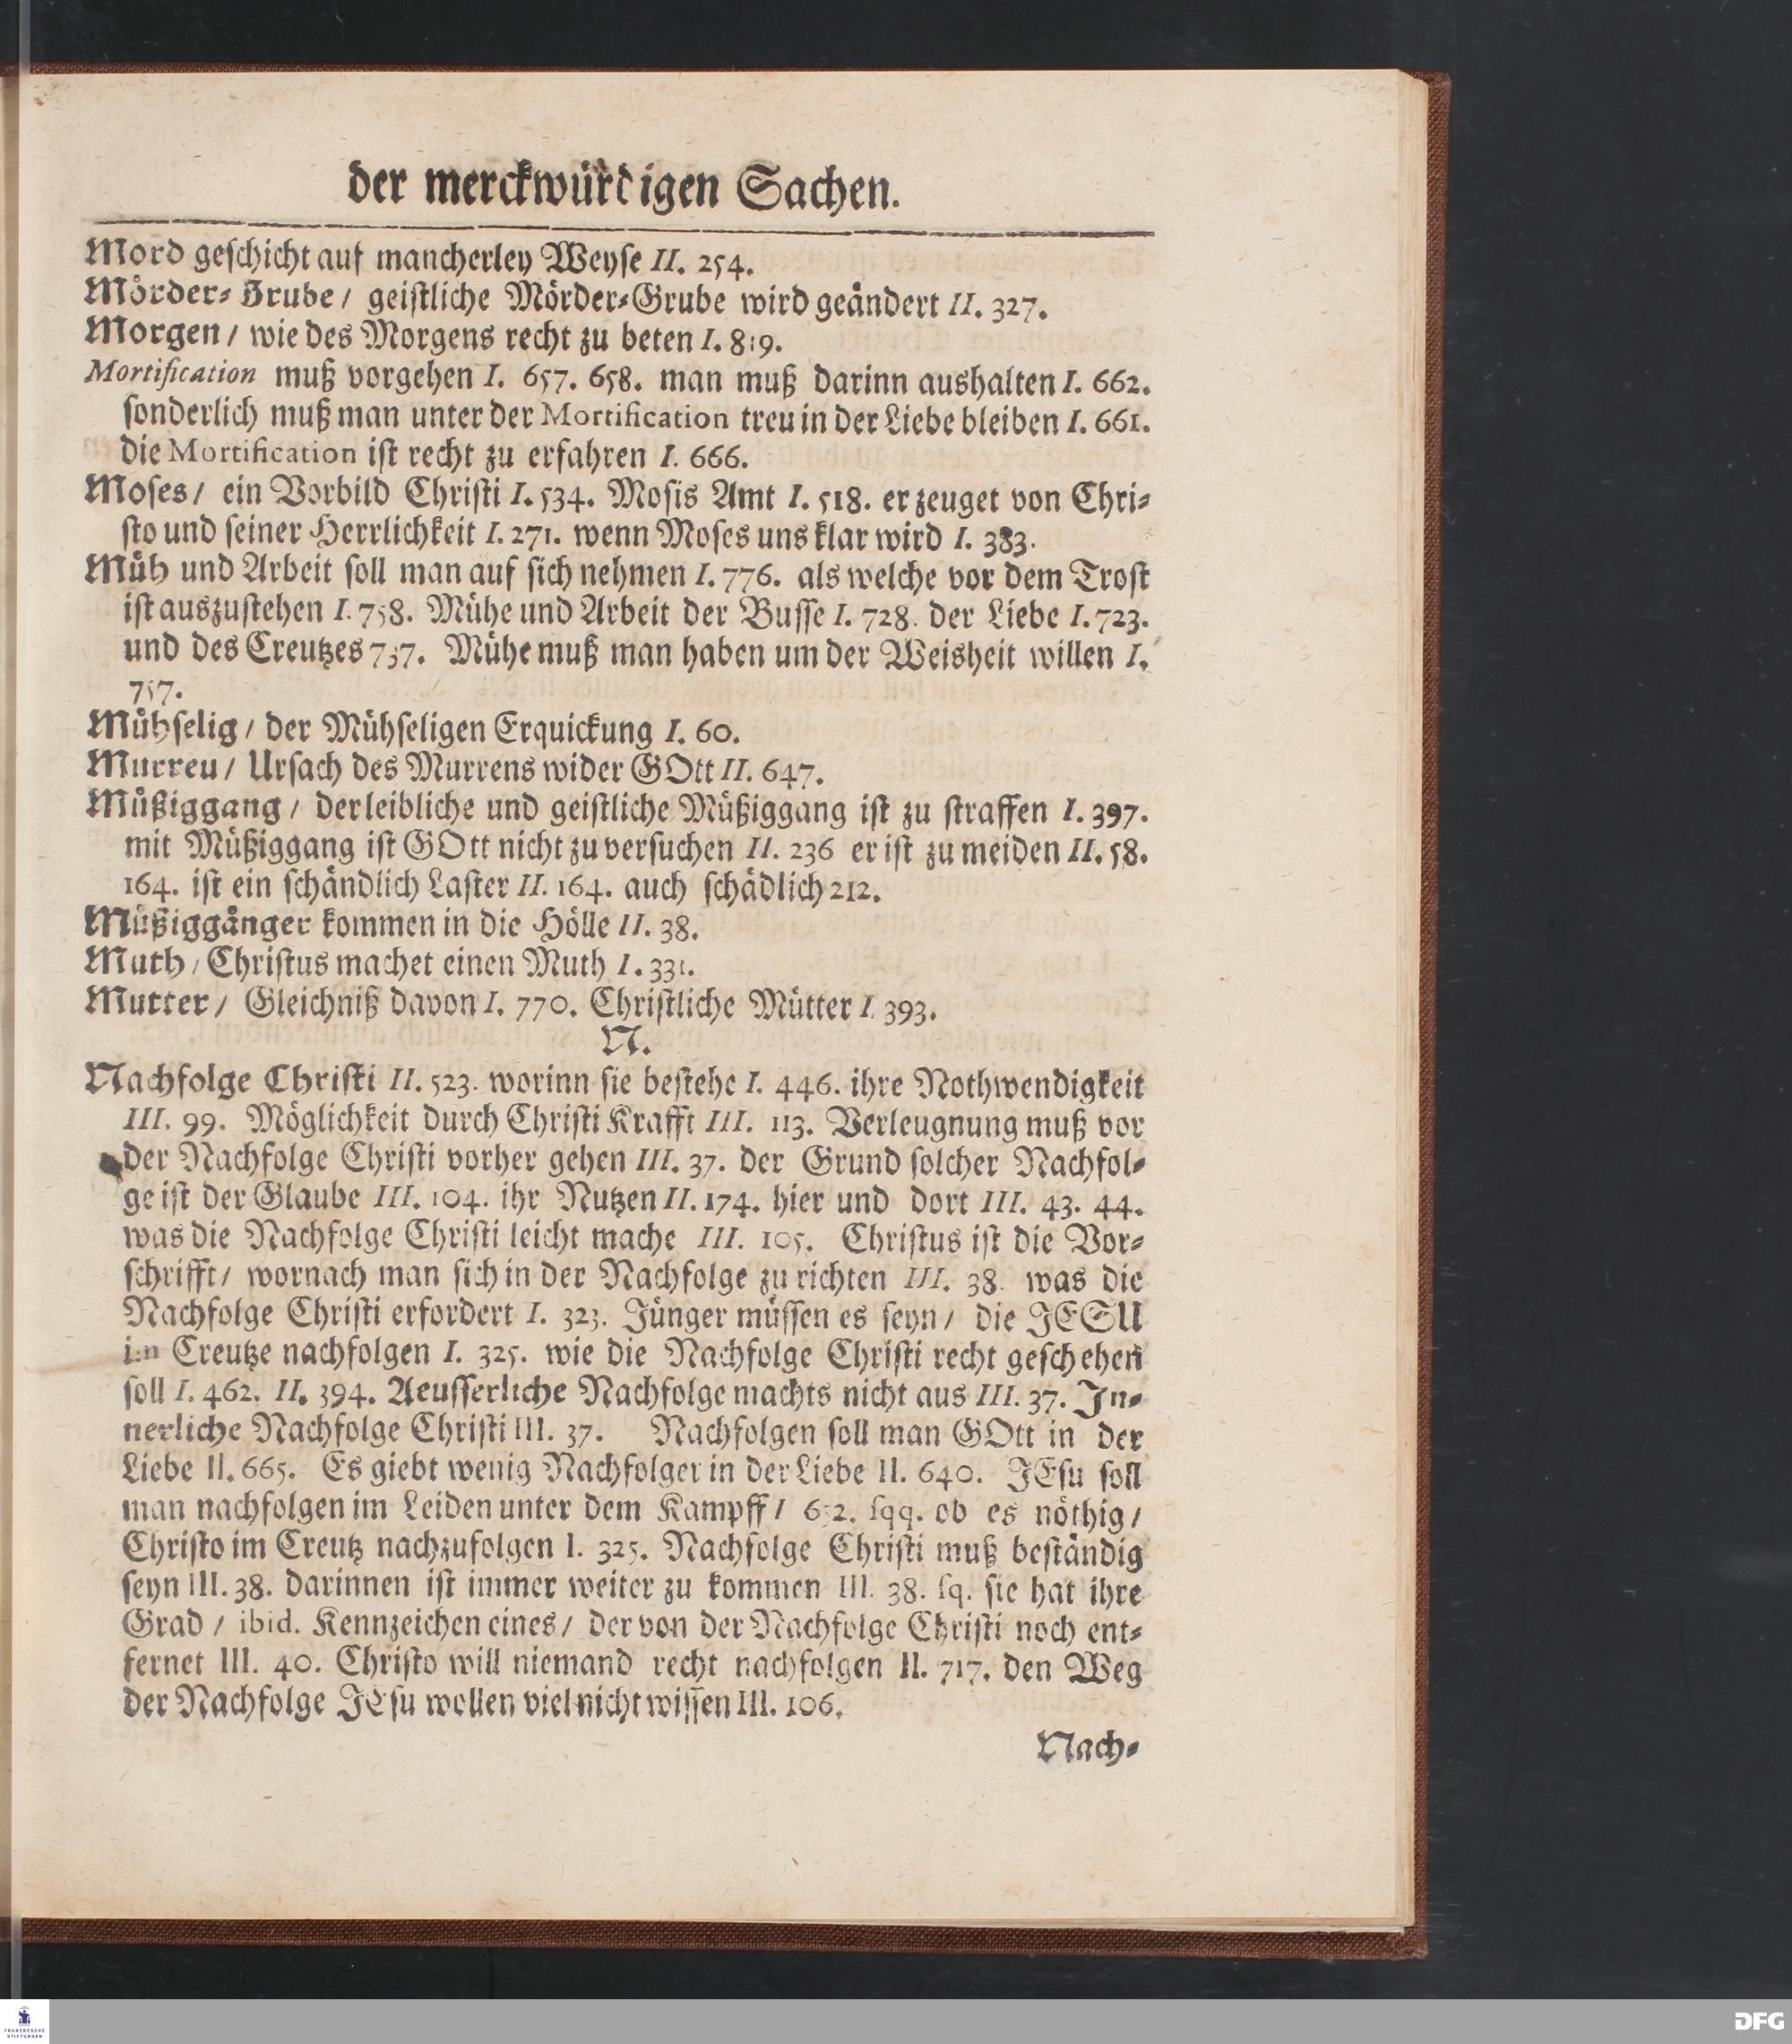 der merckwürdigen Sachen.
Mord geschicht auf mancherley Weyse II. 254.
Mörder-Grube / geistliche Mörder-Grube wird geändert II. 327.
Morgen / wie des Morgens recht zu beten I. 819.
Mortification muß vorgehen I. 657. 658. man muß darinn aushalten I. 662.
sonderlich muß man unter der Mortification treu in der Liebe bleiben I. 661.
die Mortification ist recht zu erfahren I. 666.
Moses / ein Vorbild Christi I. 534. Mosis Amt I. 518. er zeuget von Chri-
sto und seiner Herrlichkeit I. 271. wenn Moses uns klar wird I. 383.
Müh und Arbeit soll man auf sich nehmen I. 776. als welche vor dem Trost
ist auszustehen I. 758. Mühe und Arbeit der Busse I. 728. der Liebe I. 723.
und des Creutzes 737. Mühe muß man haben um der Weisheit willen I.
757.
Mühselig / der Mühseligen Erquickung I. 60.
Murreu / Ursach des Murrens wider GOtt II. 647.
Müßiggang / der leibliche und geistliche Müßiggang ist zu straffen I. 397.
mit Müßiggang ist GOtt nicht zu versuchen II. 236 er ist zu meiden II. 58.
164. ist ein schändlich Laster II. 164. auch schädlich 212.
Müßiggänger kommen in die Hölle II. 38.
Muth / Christus machet einen Muth I. 331.
Mutter / Gleichniß davon I. 770. Christliche Mütter I. 393.
N.
Nachfolge Christi II. 523. worinn sie bestehe I. 446. ihre Nothwendigkeit
III. 99. Möglichkeit durch Christi Krafft III. 113. Verleugnung muß vor
der Nachfolge Christi vorher gehen III. 37. der Grund solcher Nachfol-
ge ist der Glaube III. 104. ihr Nutzen II. 174. hier und dort III. 43. 44.
was die Nachfolge Christi leicht mache III. 105. Christus ist die Vor-
schrifft / wornach man sich in der Nachfolge zu richten III. 38. was die
Nachfolge Christi erfordert I. 323. Jünger müssen es seyn / die JESU
im Creutze nachfolgen I. 325. wie die Nachfolge Christi recht geschehen
soll I. 462. II. 394. Aeusserliche Nachfolge machts nicht aus III. 37. In-
nerliche Nachfolge Christi III. 37. Nachfolgen soll man GOtt in der
Liebe II. 665. Es giebt wenig Nachfolger in der Liebe II. 640. JEsu soll
man nachfolgen im Leiden unter dem Kampff I 652. sqq. ob es nöthig /
Christo im Creutz nachzufolgen I. 325. Nachfolge Christi muß beständig
seyn III. 38. darinnen ist immer weiter zu kommen III. 38. sq. sie hat ihre
Grad / ibid. Kennzeichen eines / der von der Nachfolge Christi noch ent-
fernet III. 40. Christo will niemand recht nachfolgen II. 717. den Weg
der Nachfolge JEsu wollen viel nicht wissen III. 106.
Nach-
FRANCKESCHE
STIFTUNGEN
DFG